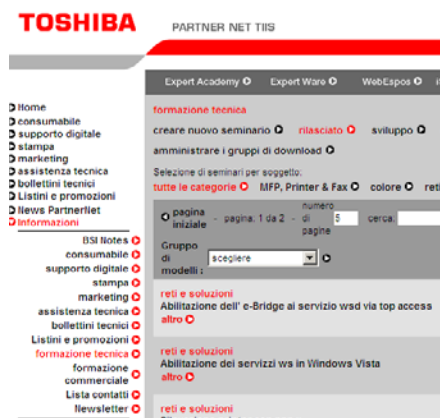 TOSHIBA
PARTNER NET TIIS
Expert Academy Expert Ware WebEspos
Home
consumabile
supporto digitale
stampa
marketing
assistenza tecnica
bollettini tecnici
Listini e promozioni
News PartnerNet
Informazioni
BSI Notes
consumabile
supporto digitale
stampa
marketing
assistenza tecnica
bollettini tecnici
Listini e promozioni
formazione tecnica
formazione
commerciale
Lista contatti
Newsletter
formazione tecnica
creare nuovo seminario rilasciato sviluppo
amministrare i gruppi di download
Selezione di seminari per soggetto:
tutte le categorie MFP, Printer & Fax colore reti
pagina iniziale - pagina: 1 da 2 - numero di pagine 5 cerca:
Gruppo di modelli : scegliere
reti e soluzioni
Abilitazione dell' e-Bridge ai servizio wsd via top access
altro
reti e soluzioni
Abilitazione dei servizzi ws in Windows Vista
altro
reti e soluzioni